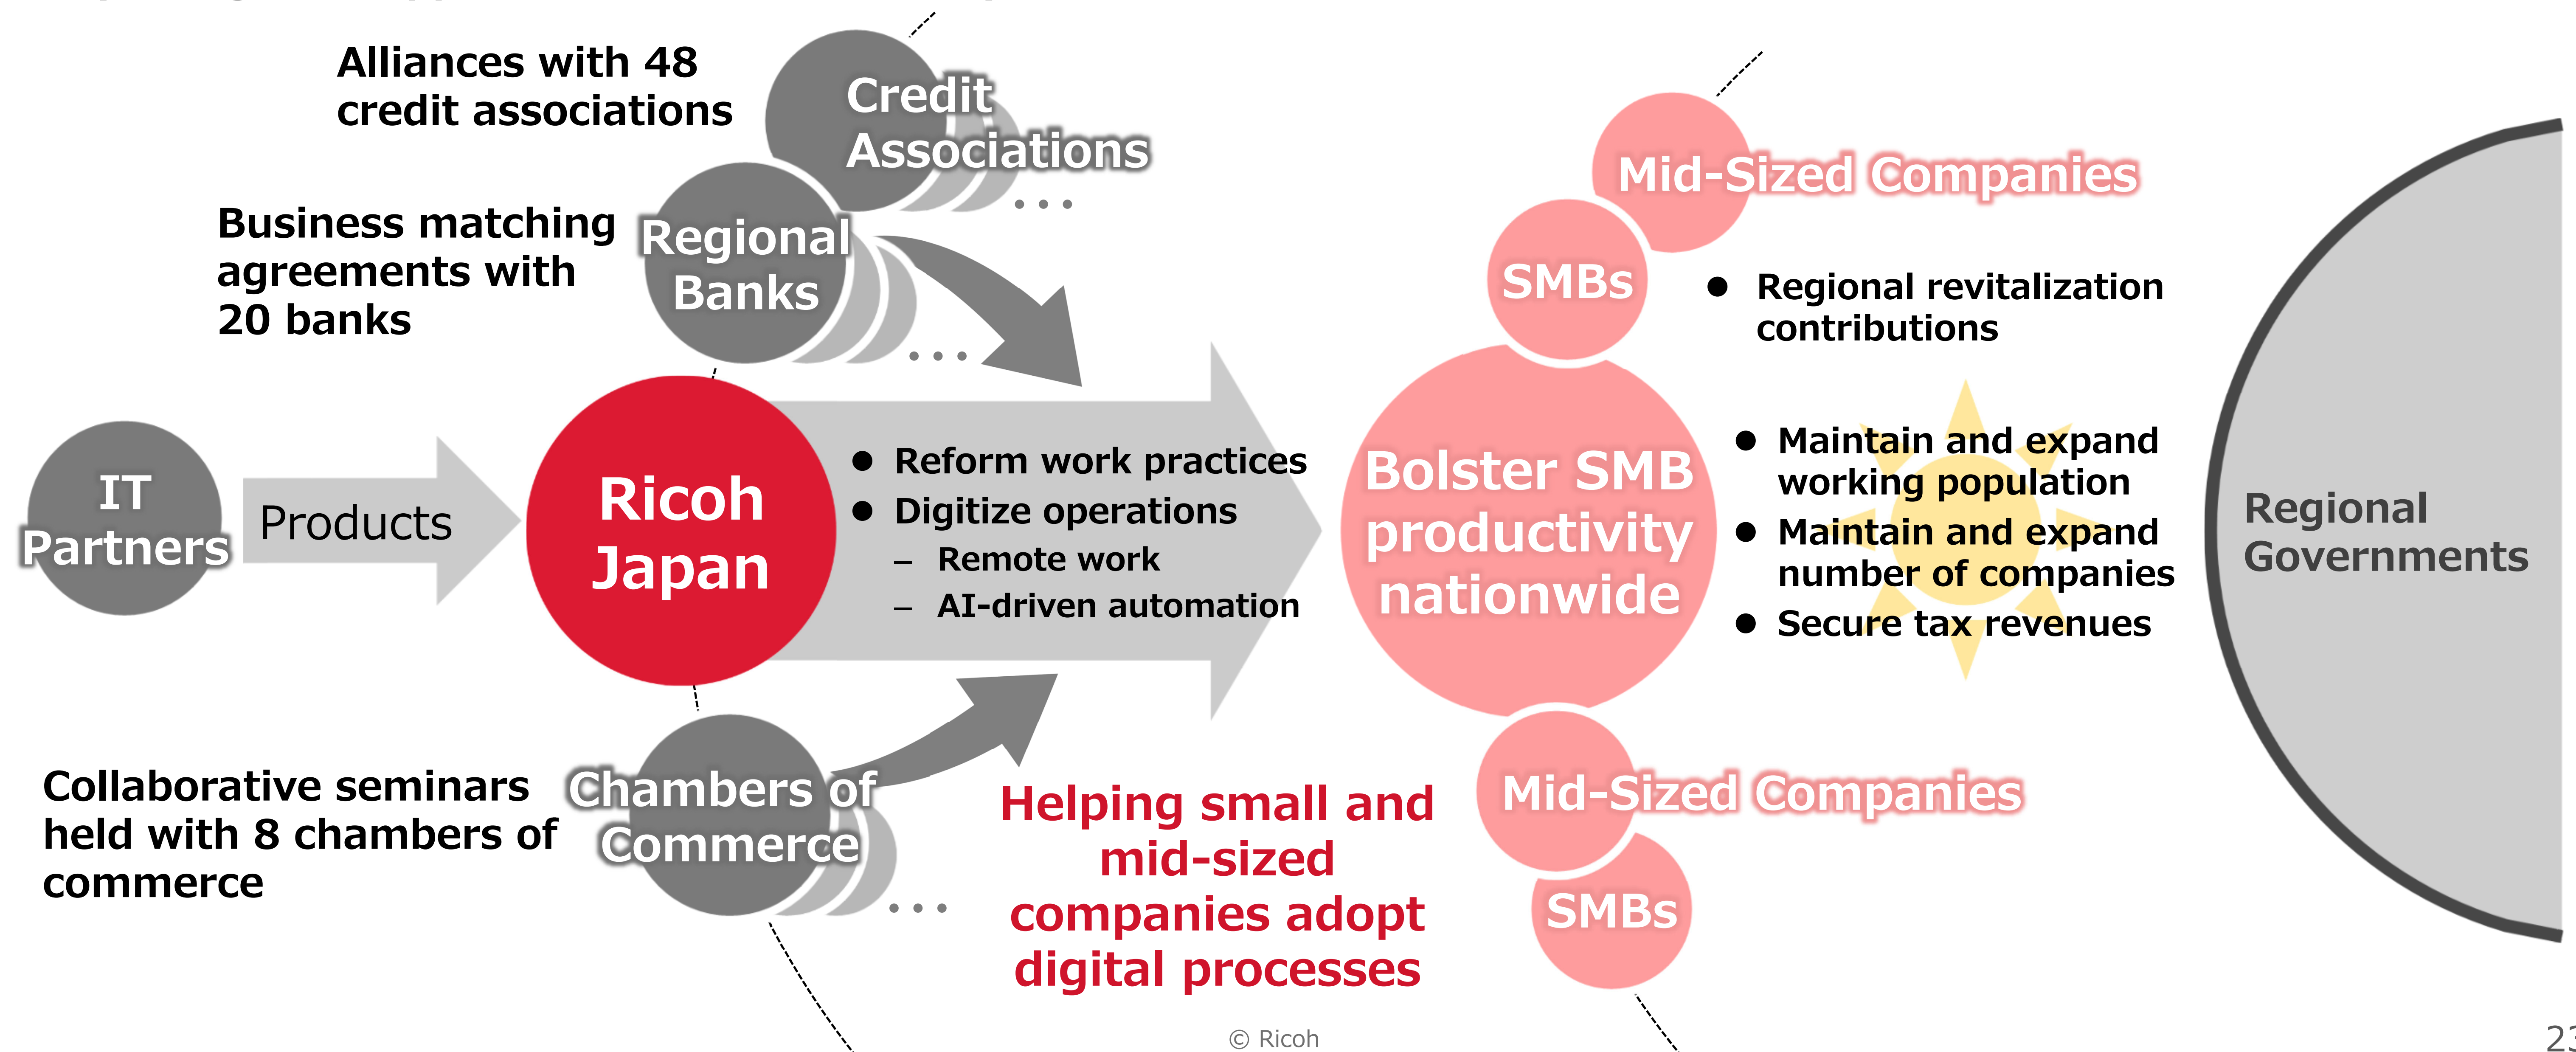 Alliances with 48
credit associations
Credit
Associations
Business matching
agreements with
20 banks
Regional
Banks
IT
Partners
Products
Ricoh
Japan
● Reform work practices
● Digitize operations
– Remote work
– AI-driven automation
Collaborative seminars
held with 8 chambers of
commerce
Chambers of
Commerce
Helping small and
mid-sized
companies adopt
digital processes
Mid-Sized Companies
SMBs
Bolster SMB
productivity
nationwide
Mid-Sized Companies
SMBs
● Regional revitalization
contributions
● Maintain and expand
working population
● Maintain and expand
number of companies
● Secure tax revenues
Regional
Governments
© Ricoh
23